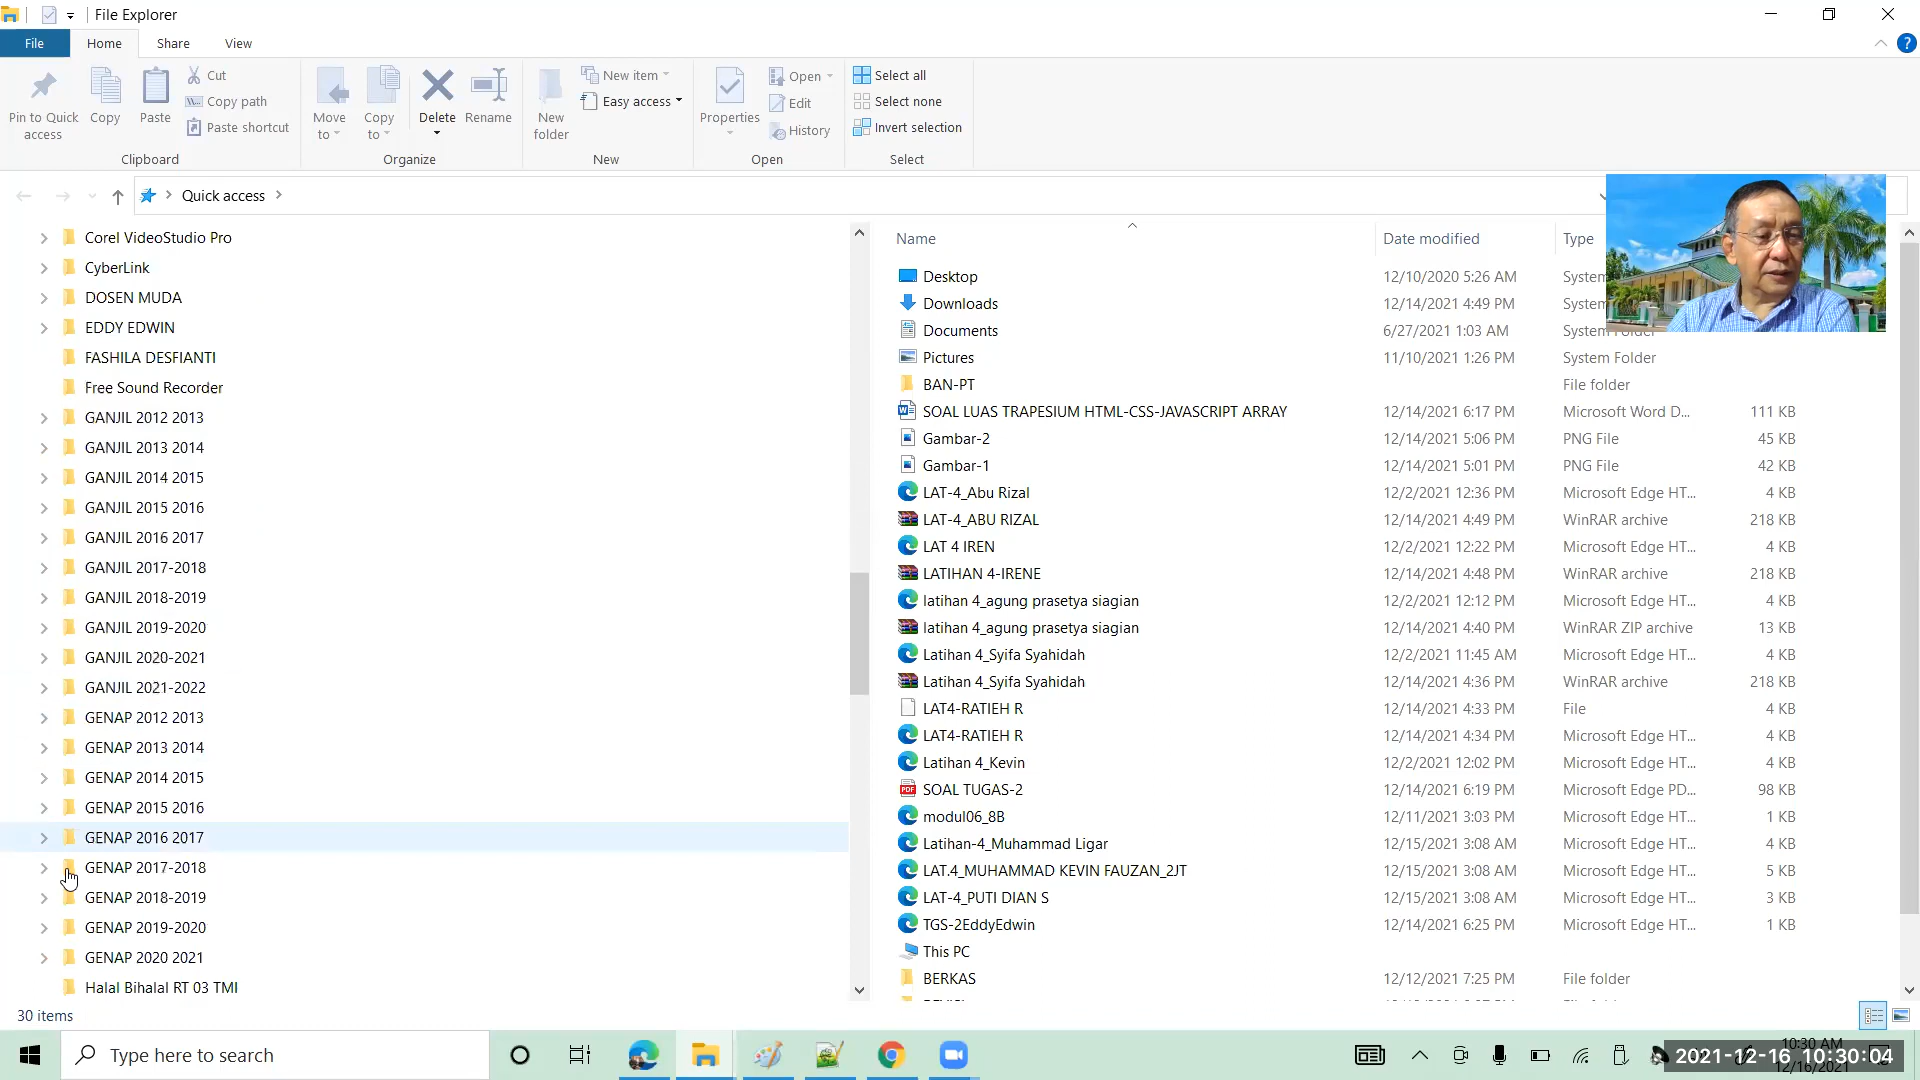 File Explorer
File
Home
Share
View
Pin to Quick access
Copy
Paste
Cut
Copy path
Paste shortcut
Clipboard
Move to
Copy to
Delete
Rename
Organize
New folder
New item
Easy access
New
Properties
Open
Edit
History
Open
Select all
Select none
Invert selection
Select
Quick access
Corel VideoStudio Pro
CyberLink
DOSEN MUDA
EDDY EDWIN
FASHILA DESFIANTI
Free Sound Recorder
GANJIL 2012 2013
GANJIL 2013 2014
GANJIL 2014 2015
GANJIL 2015 2016
GANJIL 2016 2017
GANJIL 2017-2018
GANJIL 2018-2019
GANJIL 2019-2020
GANJIL 2020-2021
GANJIL 2021-2022
GENAP 2012 2013
GENAP 2013 2014
GENAP 2014 2015
GENAP 2015 2016
GENAP 2016 2017
GENAP 2017-2018
GENAP 2018-2019
GENAP 2019-2020
GENAP 2020 2021
Halal Bihalal RT 03 TMI
Name Date modified Type
Desktop 12/10/2020 5:26 AM System
Downloads 12/14/2021 4:49 PM System
Documents 6/27/2021 1:03 AM System Folder
Pictures 11/10/2021 1:26 PM System Folder
BAN-PT File folder
SOAL LUAS TRAPESIUM HTML-CSS-JAVASCRIPT ARRAY 12/14/2021 6:17 PM Microsoft Word D... 111 KB
Gambar-2 12/14/2021 5:06 PM PNG File 45 KB
Gambar-1 12/14/2021 5:01 PM PNG File 42 KB
LAT-4_Abu Rizal 12/2/2021 12:36 PM Microsoft Edge HT... 4 KB
LAT-4_ABU RIZAL 12/14/2021 4:49 PM WinRAR archive 218 KB
LAT 4 IREN 12/2/2021 12:22 PM Microsoft Edge HT... 4 KB
LATIHAN 4-IRENE 12/14/2021 4:48 PM WinRAR archive 218 KB
latihan 4_agung prasetya siagian 12/2/2021 12:12 PM Microsoft Edge HT... 4 KB
latihan 4_agung prasetya siagian 12/14/2021 4:40 PM WinRAR ZIP archive 13 KB
Latihan 4_Syifa Syahidah 12/2/2021 11:45 AM Microsoft Edge HT... 4 KB
Latihan 4_Syifa Syahidah 12/14/2021 4:36 PM WinRAR archive 218 KB
LAT4-RATIEH R 12/14/2021 4:33 PM File 4 KB
LAT4-RATIEH R 12/14/2021 4:34 PM Microsoft Edge HT... 4 KB
Latihan 4_Kevin 12/2/2021 12:02 PM Microsoft Edge HT... 4 KB
SOAL TUGAS-2 12/14/2021 6:19 PM Microsoft Edge PD... 98 KB
modul06_8B 12/11/2021 3:03 PM Microsoft Edge HT... 1 KB
Latihan-4_Muhammad Ligar 12/15/2021 3:08 AM Microsoft Edge HT... 4 KB
LAT.4_MUHAMMAD KEVIN FAUZAN_2JT 12/15/2021 3:08 AM Microsoft Edge HT... 5 KB
LAT-4_PUTI DIAN S 12/15/2021 3:08 AM Microsoft Edge HT... 3 KB
TGS-2EddyEdwin 12/14/2021 6:25 PM Microsoft Edge HT... 1 KB
This PC
BERKAS 12/12/2021 7:25 PM File folder
30 items
Type here to search
10:30 AM
2021-12-16 10:30:04
12/16/2021